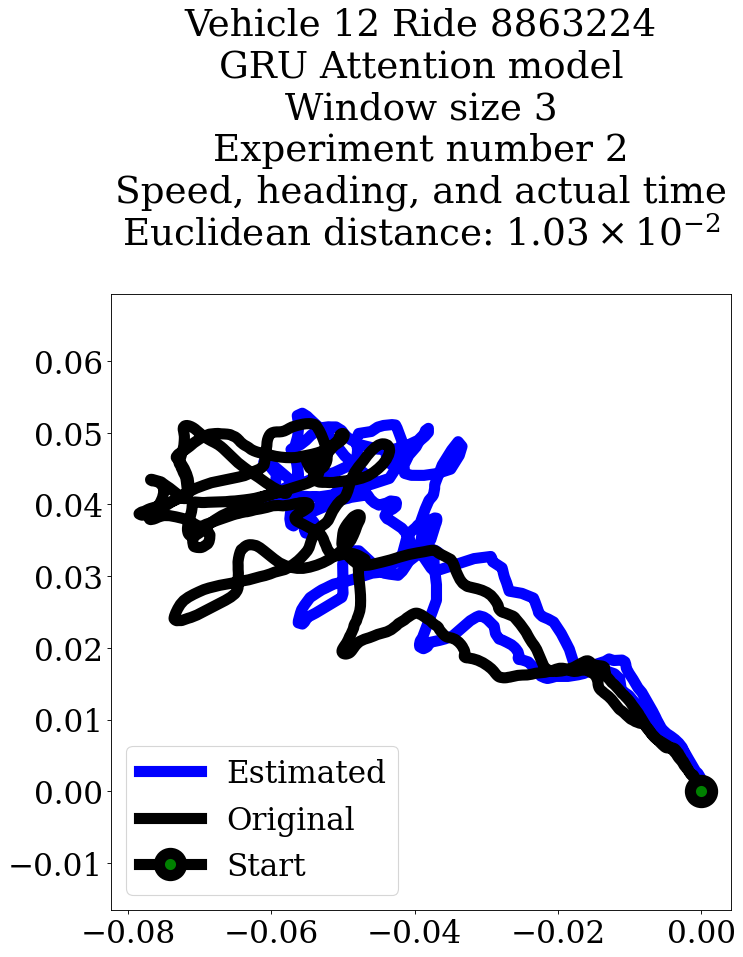 Vehicle 12 Ride 8863224
GRU Attention model
Window size 3
Experiment number 2
Speed, heading, and actual time
Euclidean distance: 1.03 × 10⁻²
0.06
0.05
0.04
0.03
0.02
0.01
0.00
−0.01
Estimated
Original
Start
−0.08 −0.06 −0.04 −0.02 0.00